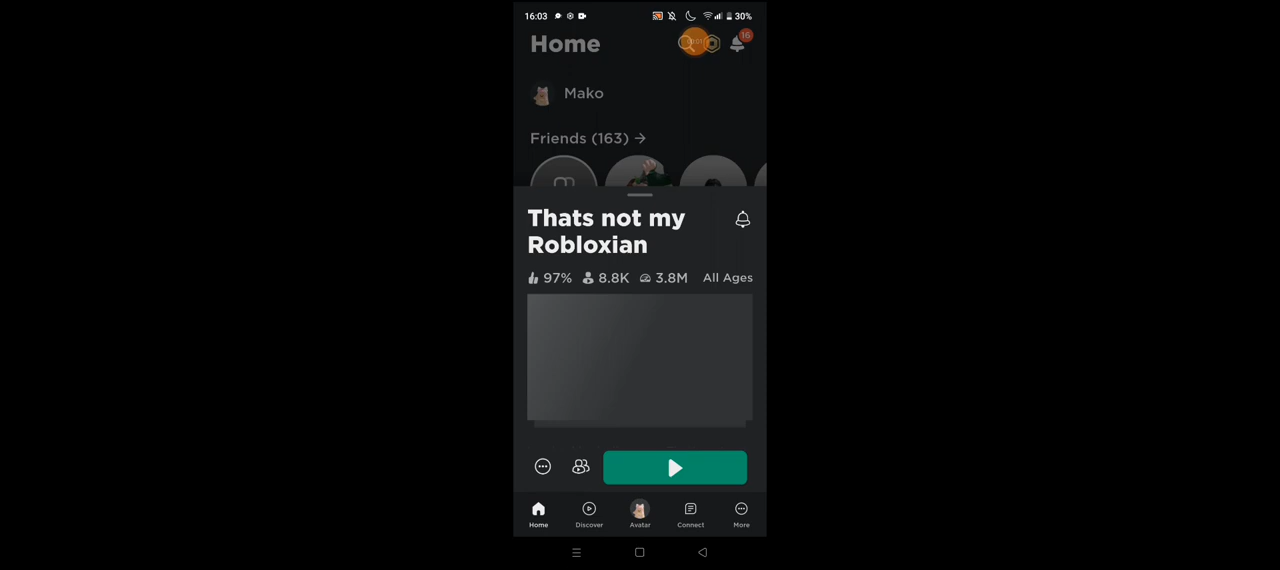 16:03
30%
Home
16
Mako
Friends (163) →
Thats not my
Robloxian
97% 8.8K 3.8M All Ages
Home Discover Avatar Connect More